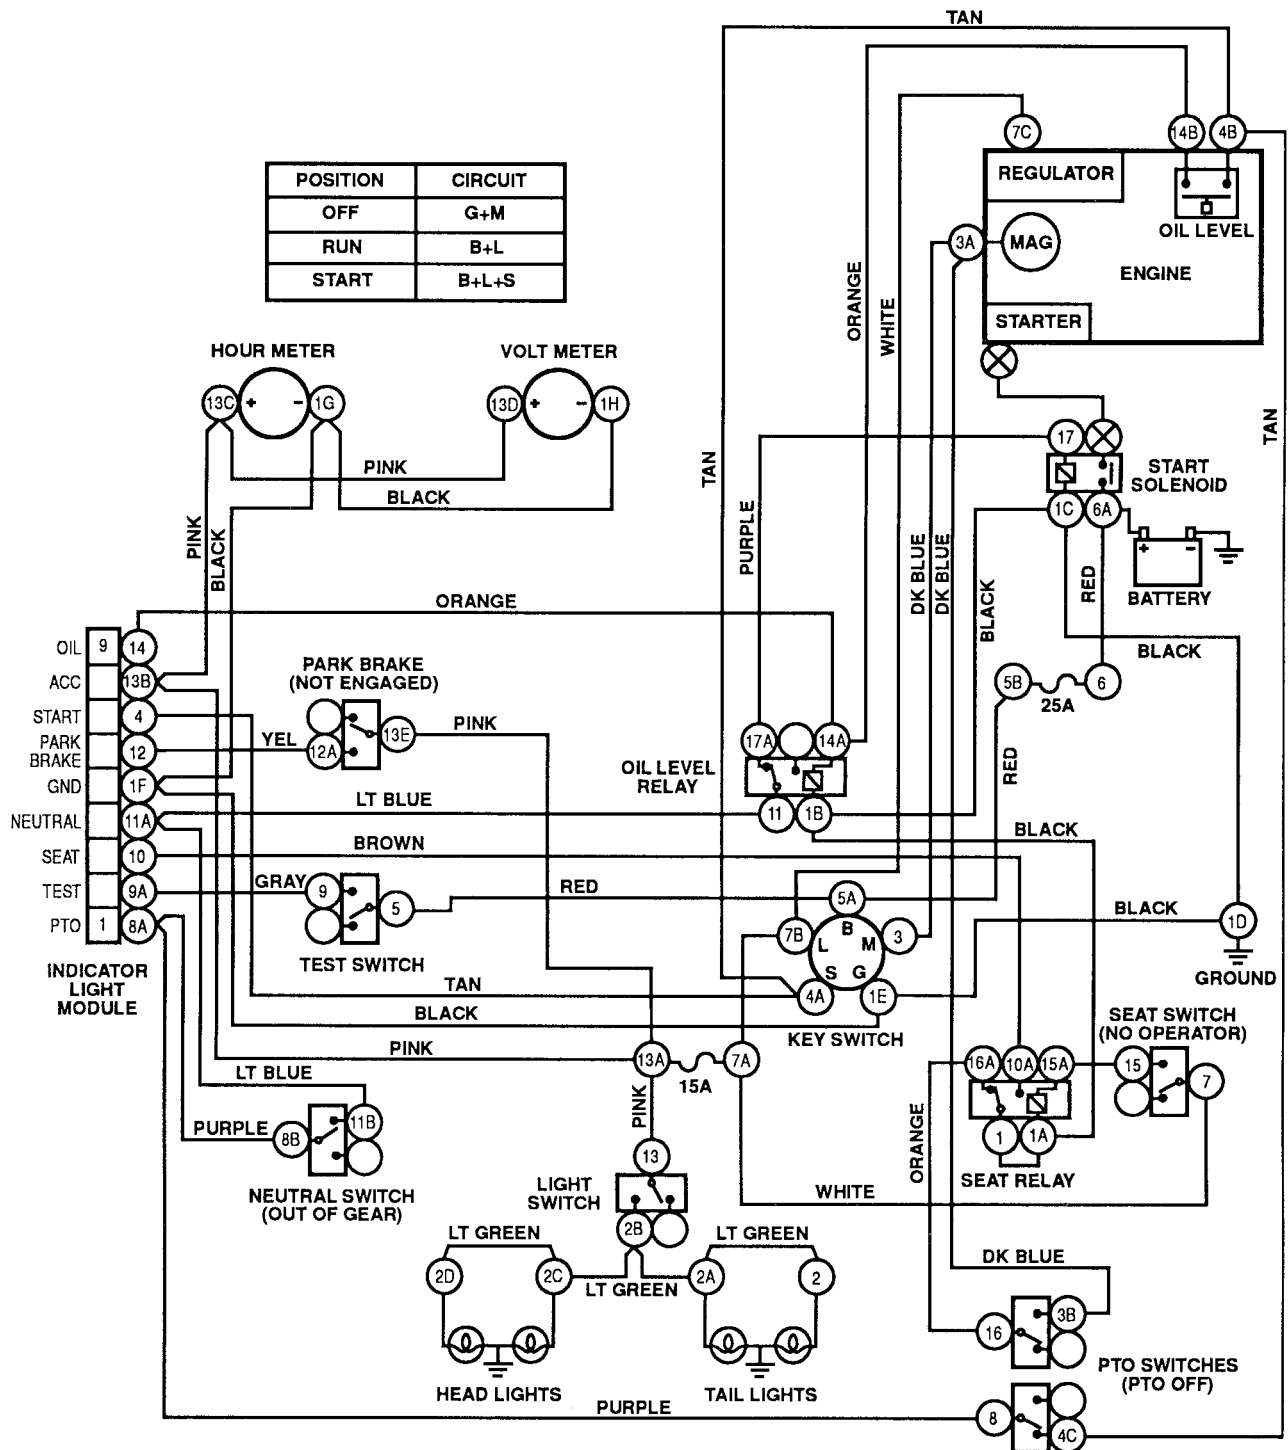 TAN
7C
14B
4B
POSITION CIRCUIT
OFF G+M
RUN B+L
START B+L+S
REGULATOR
OIL LEVEL
3A
MAG
ENGINE
STARTER
ORANGE
WHITE
TAN
HOUR METER
13C
+
−
1G
VOLT METER
13D
+
−
1H
PINK
BLACK
PINK
BLACK
TAN
PURPLE
DK BLUE
DK BLUE
17
START
SOLENOID
1C
6A
+
−
BATTERY
BLACK
RED
BLACK
5B
25A
6
RED
ORANGE
OIL 9 14
ACC 13B
START 4
PARK
BRAKE
12
GND 1F
NEUTRAL 11A
SEAT 10
TEST 9A
PTO 1 8A
INDICATOR
LIGHT
MODULE
PARK BRAKE
(NOT ENGAGED)
YEL
12A
13E
PINK
17A
14A
OIL LEVEL
RELAY
11
1B
LT BLUE
BLACK
BROWN
GRAY
9
5
RED
TEST SWITCH
5A
7B
3
B
L
M
S
G
4A
1E
KEY SWITCH
BLACK
1D
GROUND
TAN
BLACK
PINK
13A
15A
7A
LT BLUE
PURPLE
8B
11B
NEUTRAL SWITCH
(OUT OF GEAR)
PINK
SEAT SWITCH
(NO OPERATOR)
16A
10A
15A
15
7
1
1A
SEAT RELAY
ORANGE
WHITE
13
LIGHT
SWITCH
2B
LT GREEN
LT GREEN
2D
2C
LT GREEN
2A
2
HEAD LIGHTS
TAIL LIGHTS
DK BLUE
3B
16
PTO SWITCHES
(PTO OFF)
PURPLE
8
4C